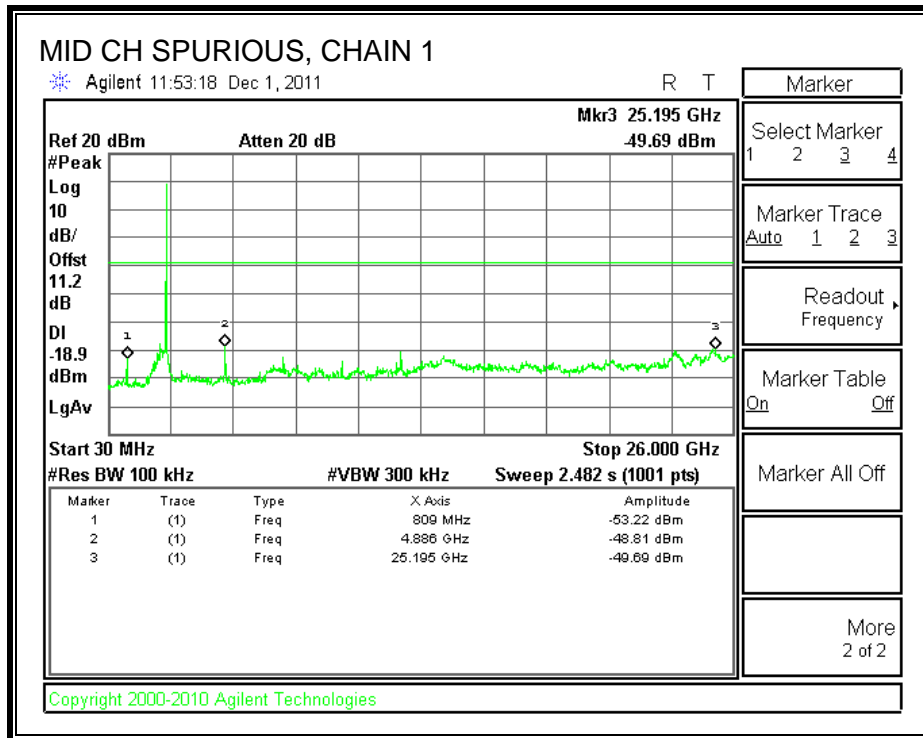 MID CH SPURIOUS, CHAIN 1
Agilent 11:53:18 Dec 1, 2011 R T
Mkr3 25.195 GHz
Ref 20 dBm Atten 20 dB -49.69 dBm
#Peak
Log
10
dB/
Offst
11.2
dB
DI
-18.9
dBm
LgAv
1
2
3
Start 30 MHz Stop 26.000 GHz
#Res BW 100 kHz #VBW 300 kHz Sweep 2.482 s (1001 pts)
Marker Trace Type X Axis Amplitude
1 (1) Freq 809 MHz -53.22 dBm
2 (1) Freq 4.886 GHz -48.81 dBm
3 (1) Freq 25.195 GHz -49.69 dBm
Marker
Select Marker
1 2 3 4
Marker Trace
Auto 1 2 3
Readout
Frequency
Marker Table
On Off
Marker All Off
More
2 of 2
Copyright 2000-2010 Agilent Technologies